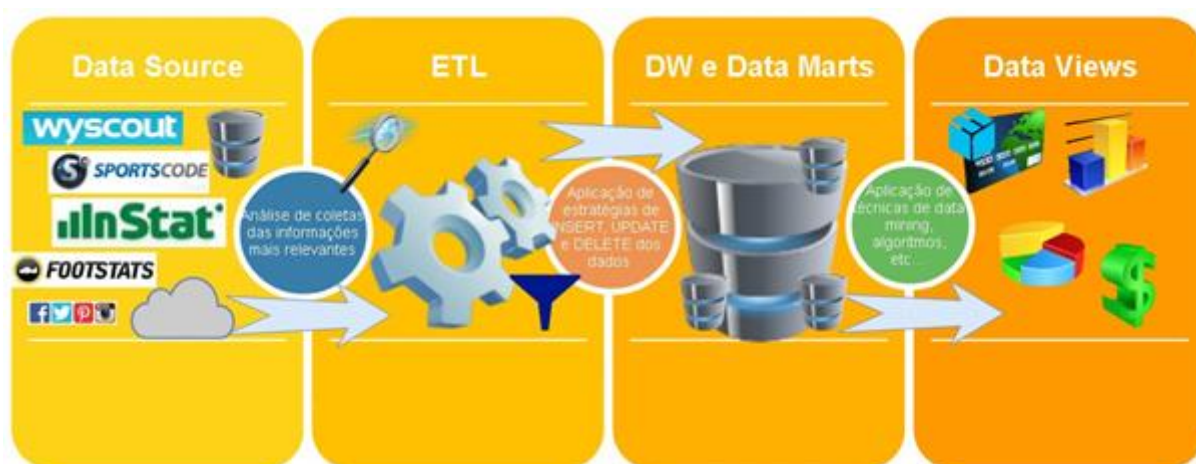 Data Source
ETL
DW e Data Marts
Data Views
wyscout
SPORTSCODE
InStat
FOOTSTATS
Análise de coletas
das informações
mais relevantes
Aplicação de
estratégias de
INSERT, UPDATE
e DELETE dos
dados
Aplicação de
técnicas de data
mining,
algoritmos,
etc...